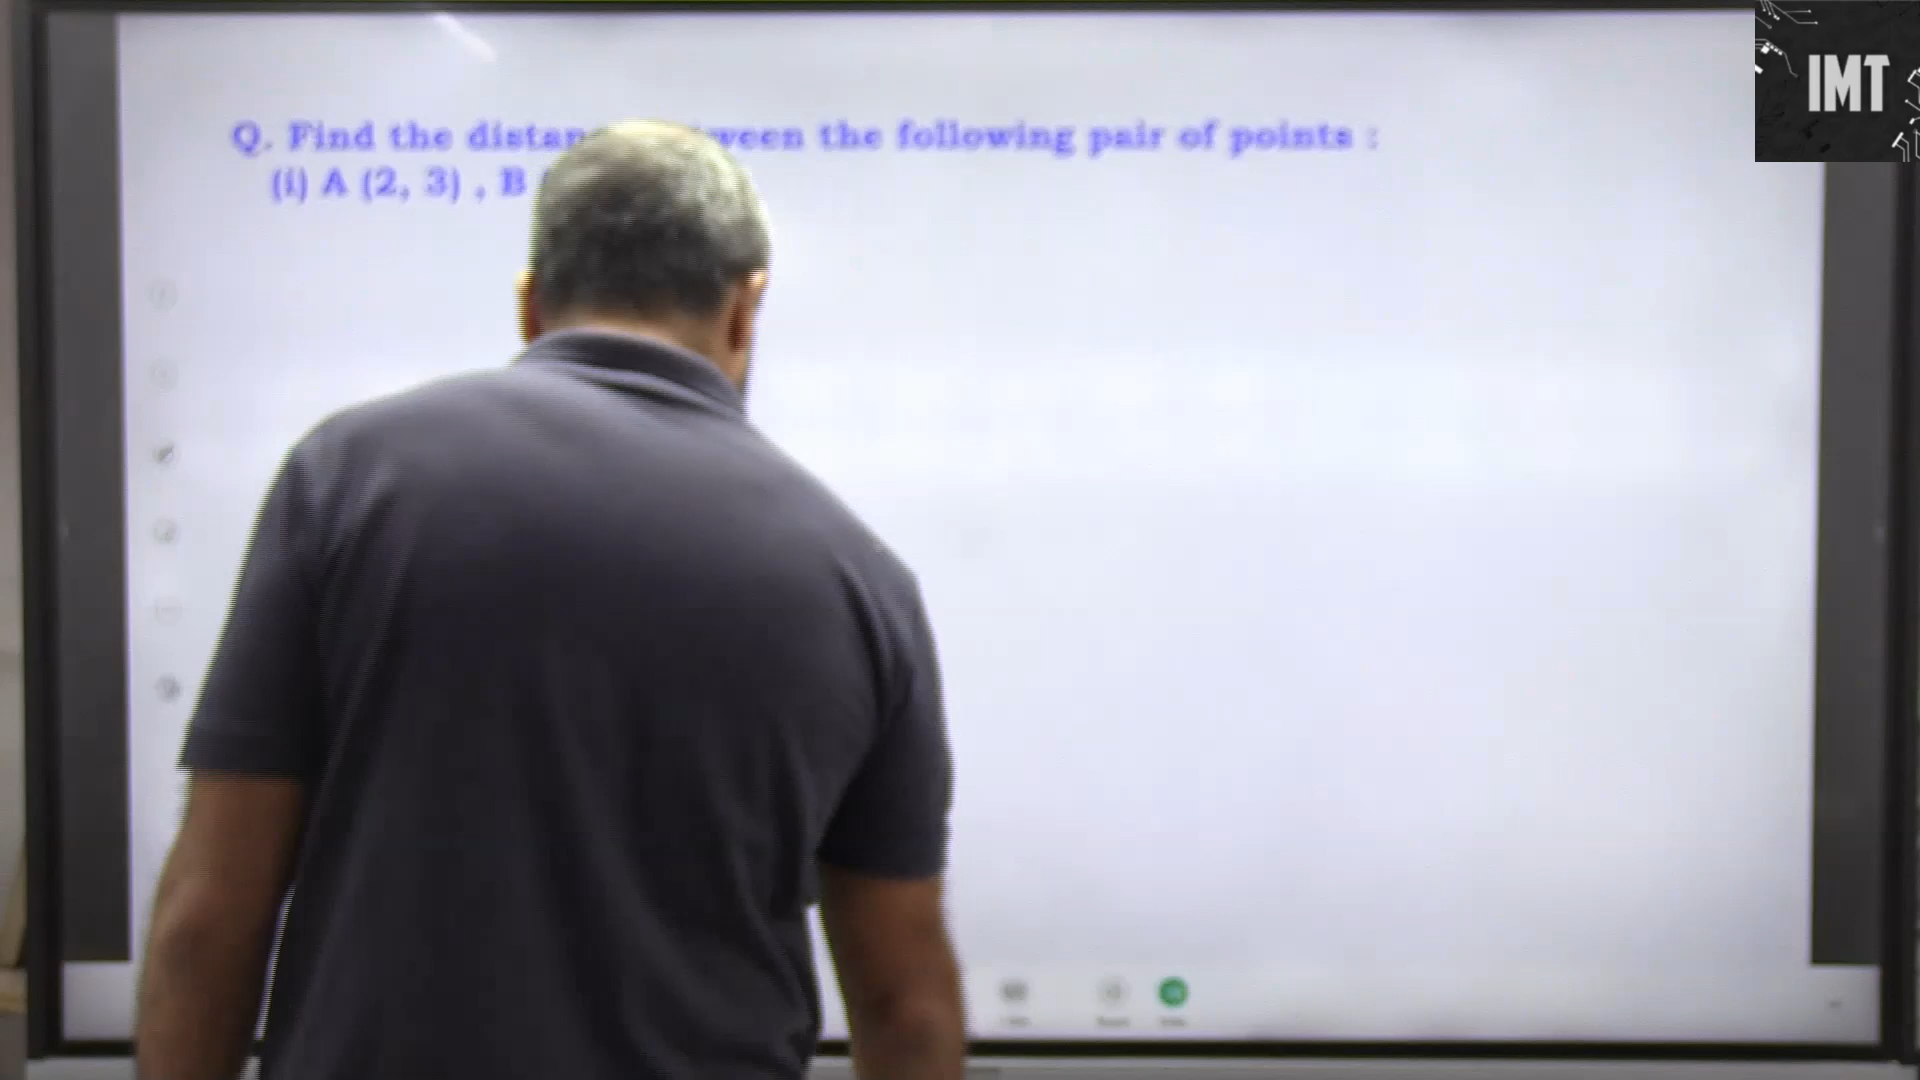 Q. Find the distan ween the following pair of points :
(i) A (2, 3) , B
IMT